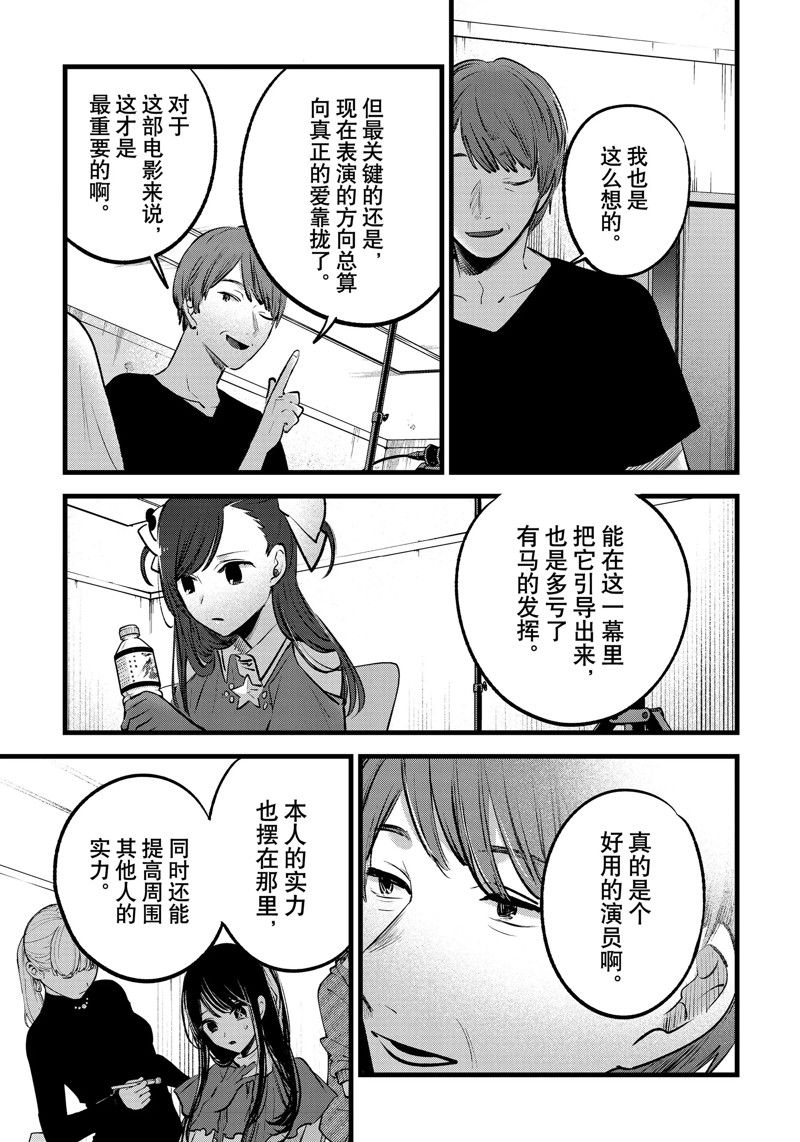 我也是
这么想的。
但最关键的还是，
现在表演的方向总算
向真正的爱靠拢了。
对于
这部电影来说，
这才是
最重要的啊。
能在这一幕里
把它引导出来，
也是多亏了
有马的发挥。
真的是个
好用的演员啊。
本人的实力
也摆在那里，
同时还能
提高周围
其他人的
实力。